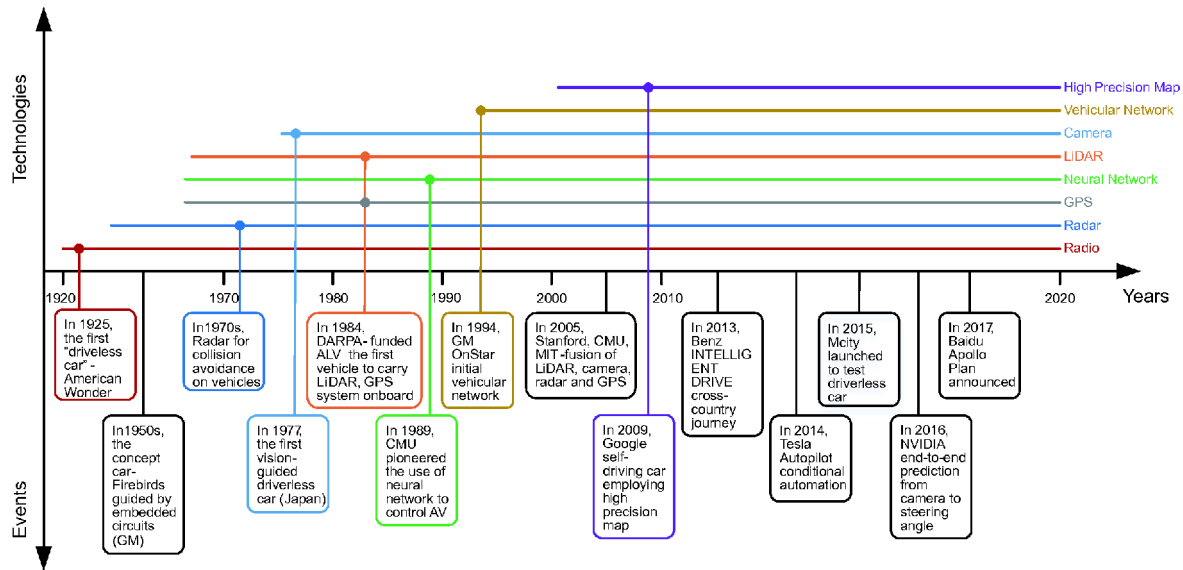 Technologies
High Precision Map
Vehicular Network
Camera
LiDAR
Neural Network
GPS
Radar
Radio
1920
1970
1980
1990
2000
2010
2020
Years
In 1925,
the first
"driveless
car" -
American
Wonder
In1970s,
Radar for
collision
avoidance
on vehicles
In 1984,
DARPA- funded
ALV the first
vehicle to carry
LiDAR, GPS
system onboard
In 1994,
GM
OnStar
initial
vehicular
network
In 2005,
Stanford, CMU,
MIT-fusion of
LiDAR, camera,
radar and GPS
In 2013,
Benz
INTELLIG
ENT
DRIVE
cross-
country
journey
In 2015,
Mcity
launched
to test
driverless
car
In 2017,
Baidu
Apollo
Plan
announced
Events
In1950s,
the
concept
car-
Firebirds
guided by
embedded
circuits
(GM)
In 1977,
the first
vision-
guided
driverless
car (Japan)
In 1989,
CMU
pioneered
the use of
neural
network to
control AV
In 2009,
Google
self-
driving car
employing
high
precision
map
In 2014,
Tesla
Autopilot
conditional
automation
In 2016,
NVIDIA
end-to-end
prediction
from
camera to
steering
angle